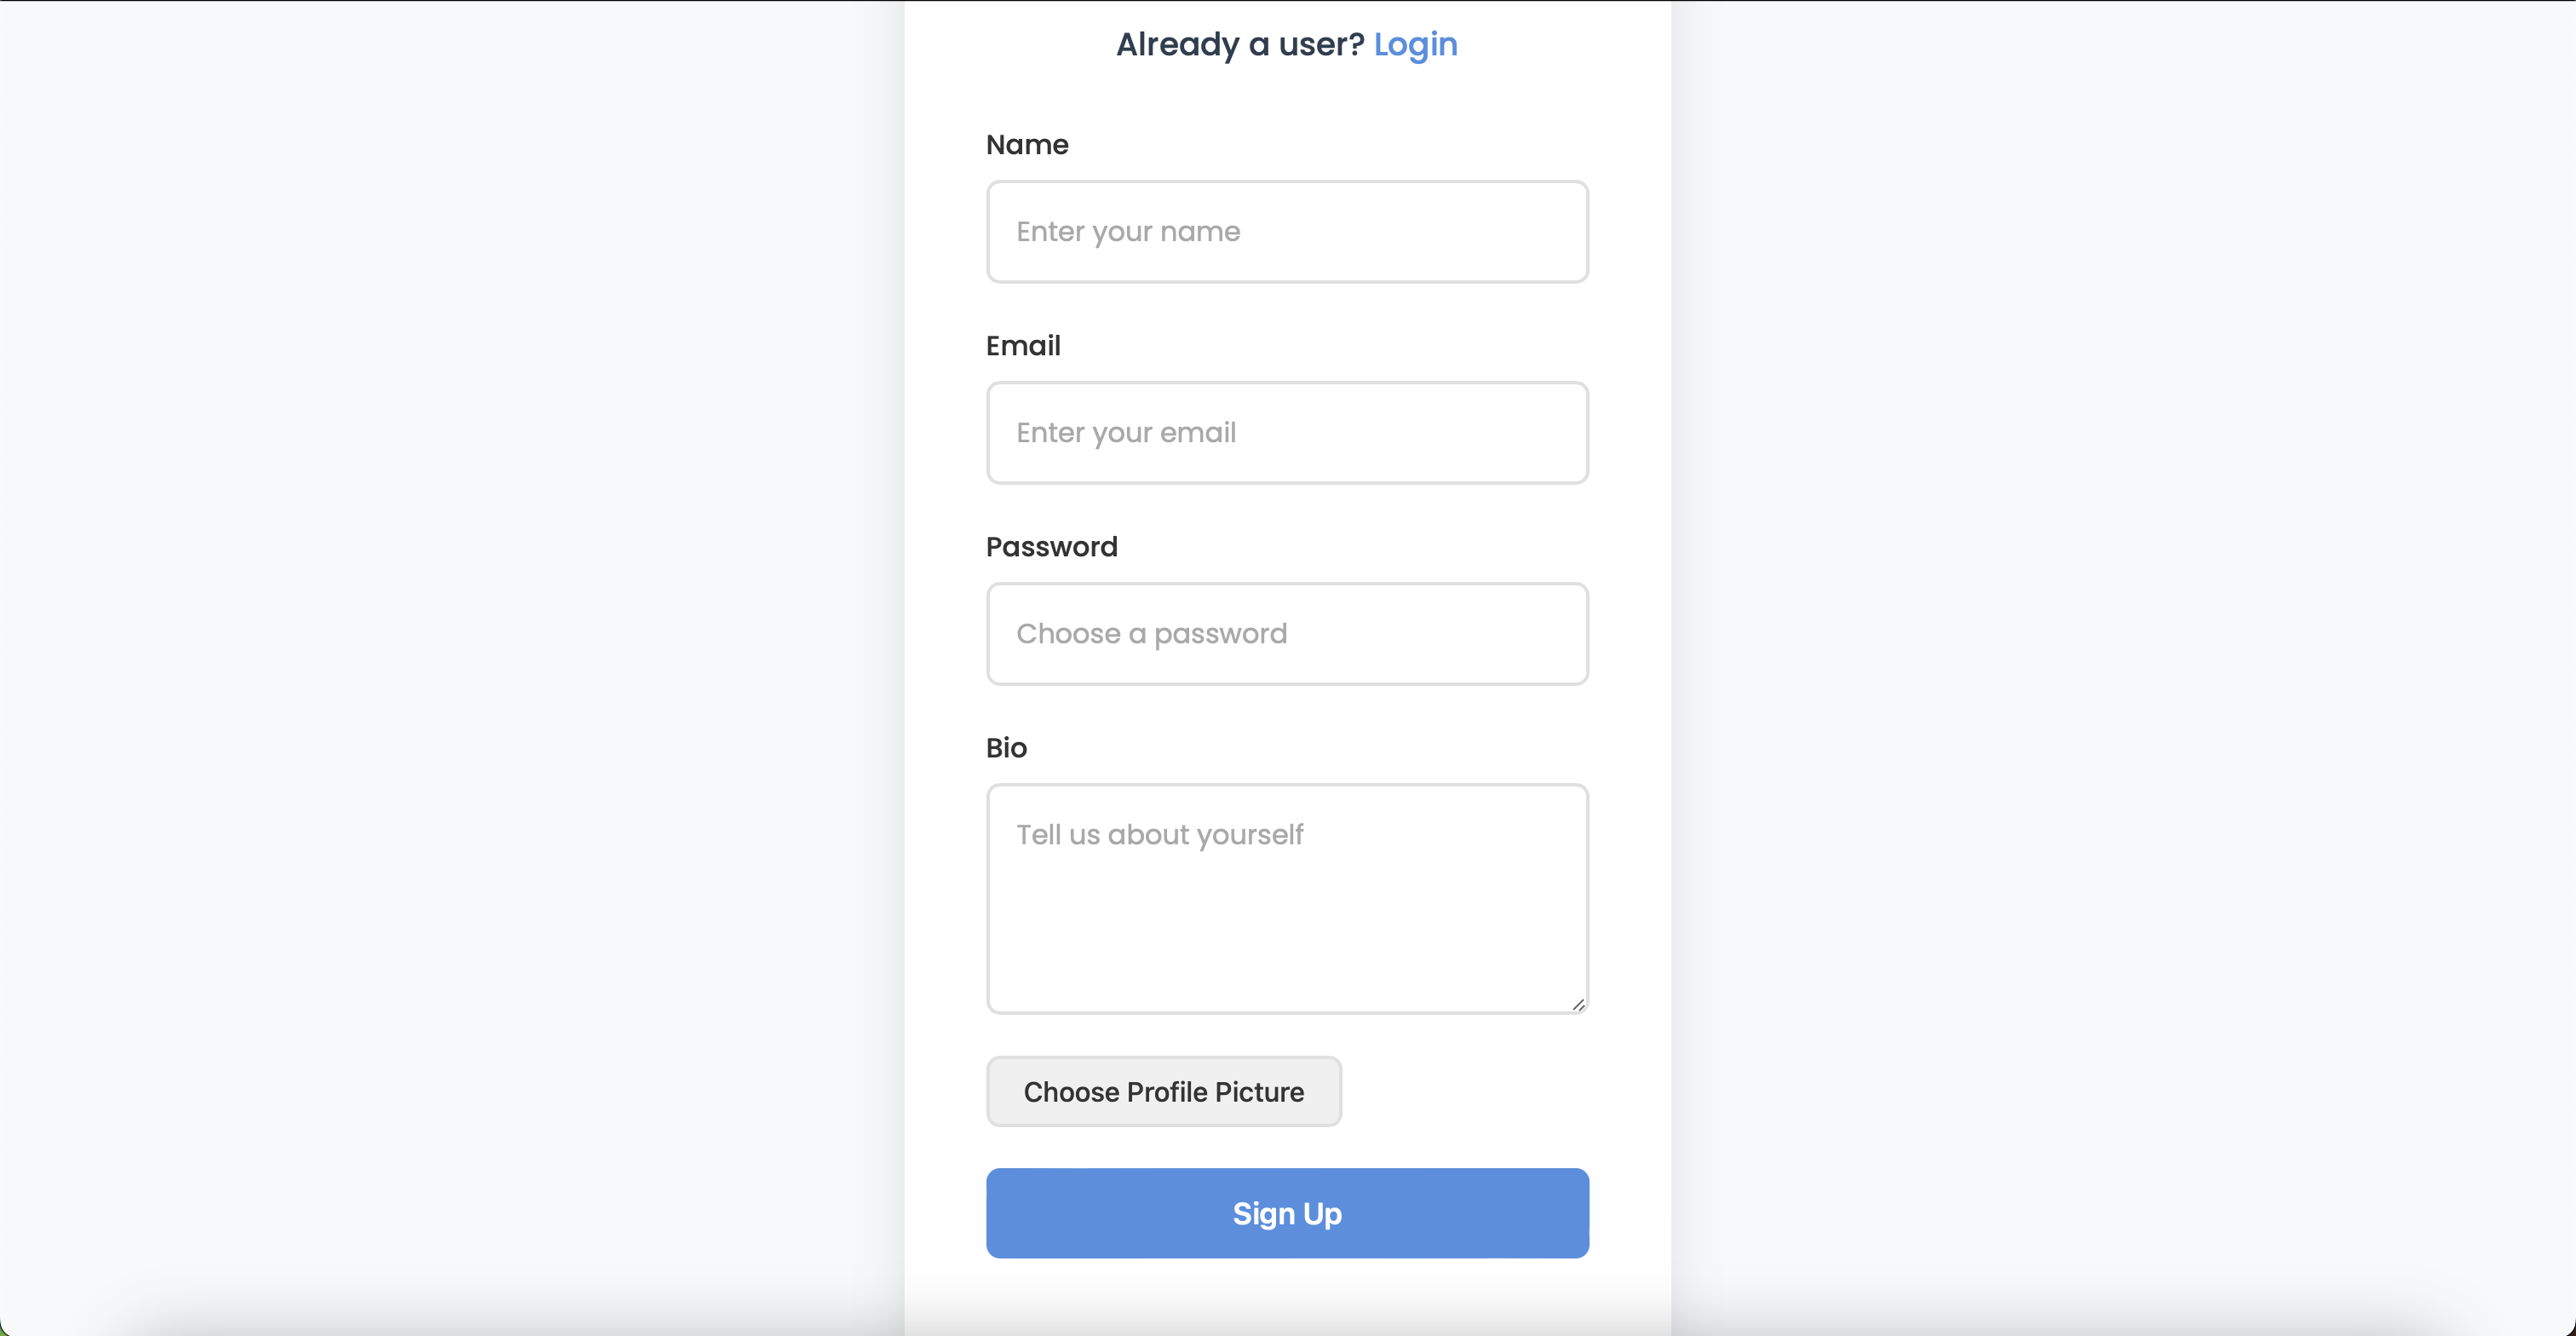 Already a user? Login
Name
Enter your name
Email
Enter your email
Password
Choose a password
Bio
Tell us about yourself
Choose Profile Picture
Sign Up